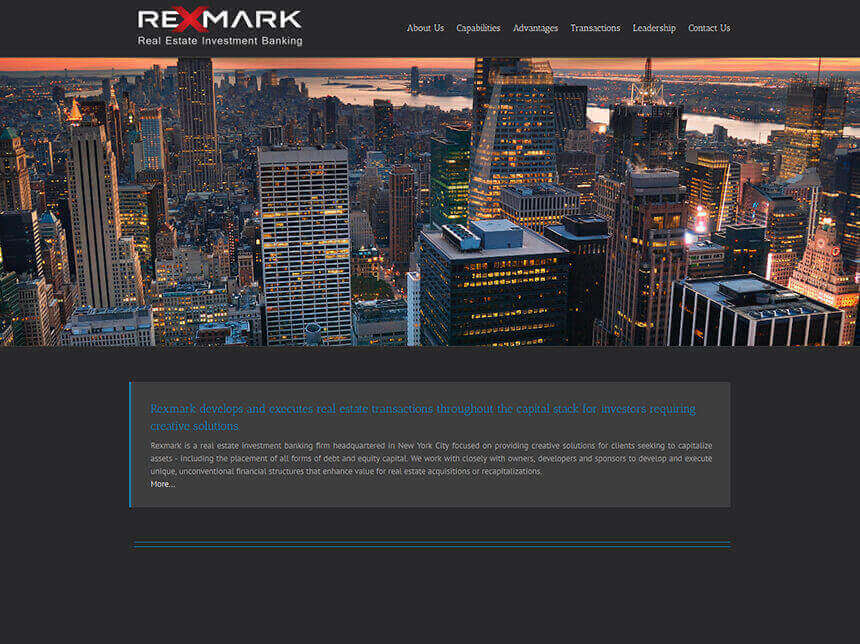 REXMARK
Real Estate Investment Banking
About Us Capabilities Advantages Transactions Leadership Contact Us
Rexmark develops and executes real estate transactions throughout the capital stack for investors requiring
creative solutions.
Rexmark is a real estate investment banking firm headquartered in New York City focused on providing creative solutions for clients seeking to capitalize
assets - including the placement of all forms of debt and equity capital. We work with closely with owners, developers and sponsors to develop and execute
unique, unconventional financial structures that enhance value for real estate acquisitions or recapitalizations.
More...